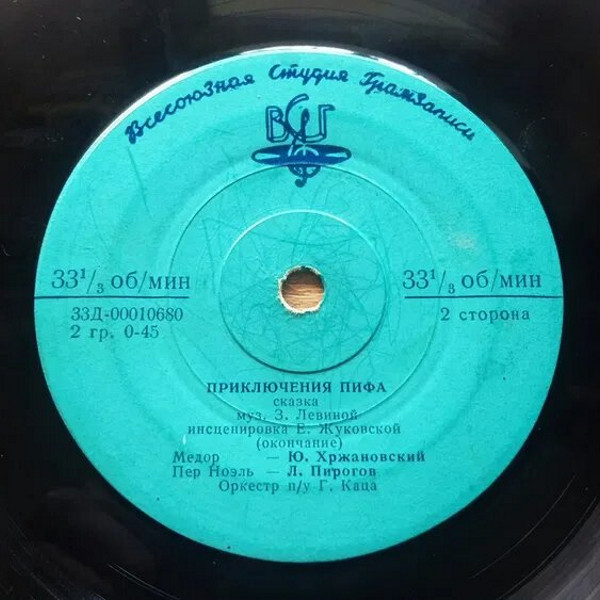 Всесоюзная Студия Грамзаписи
ВСГ
33¹/₃ об/мин
33Д-00010680
2 гр. 0-45
33¹/₃ об/мин
2 сторона
ПРИКЛЮЧЕНИЯ ПИФА
сказка
муз. З. Левиной
инсценировка Е. Жуковской
(окончание)
Медор — Ю. Хржановский
Пер Ноэль — Л. Пирогов
Оркестр п/у Г. Каца